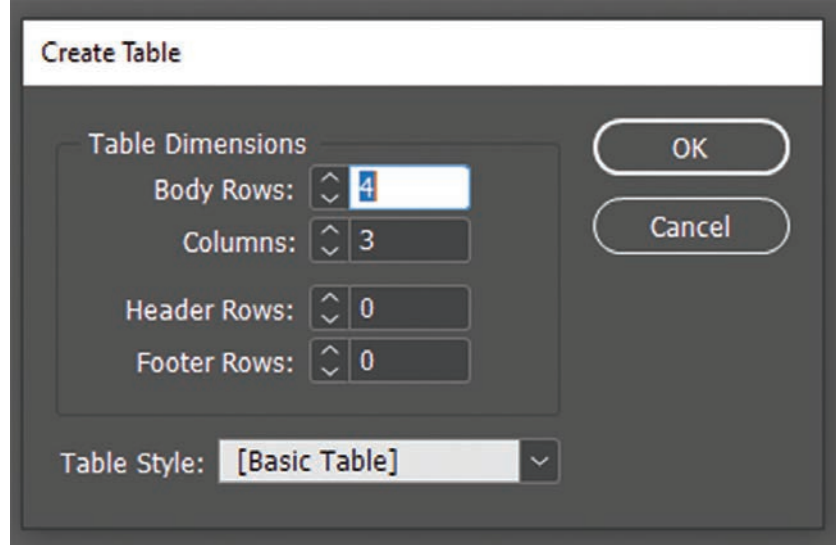 Create Table
Table Dimensions
OK
Body Rows: 4
Cancel
Columns: 3
Header Rows: 0
Footer Rows: 0
Table Style: [Basic Table]